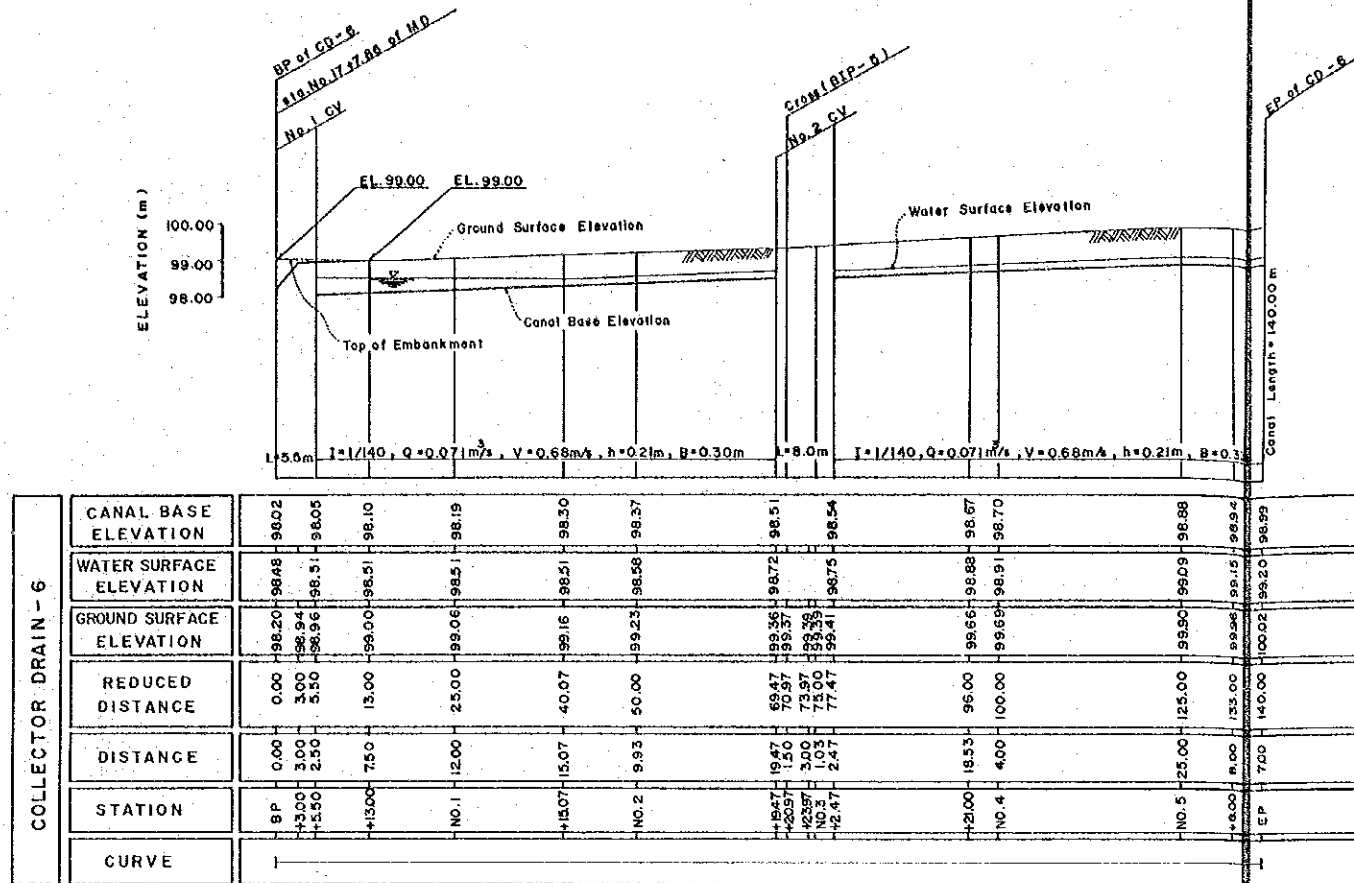 BP of CD-6
sta.No.17+7.86 of MD
No. 1 CV
Cross(BIP-5)
No. 2 CV
EP of CD-6
EL.99.00
EL.99.00
ELEVATION (m)
100.00
99.00
98.00
Ground Surface Elevation
Water Surface Elevation
Canal Base Elevation
Top of Embankment
Canal Length = 140.00 m
L=5.5m
I=1/140, Q=0.071m³/s, V=0.68m/s, h=0.21m, B=0.30m
L=8.0m
I=1/140, Q=0.071m³/s, V=0.68m/s, h=0.21m, B=0.3
COLLECTOR DRAIN-6
CANAL BASE ELEVATION
98.02 98.05 98.10 98.19 98.30 98.37 98.51 98.54 98.67 98.70 98.88 98.94 98.99
WATER SURFACE ELEVATION
98.48 98.51 98.51 98.51 98.51 98.58 98.72 98.75 98.88 98.91 99.09 99.15 99.20
GROUND SURFACE ELEVATION
98.20 98.94 98.96 99.00 99.06 99.16 99.23 99.36 99.37 99.39 99.39 99.41 99.66 99.69 99.90 99.96 100.02
REDUCED DISTANCE
0.00 3.00 5.50 13.00 25.00 40.07 50.00 69.47 70.97 73.97 75.00 77.47 96.00 100.00 125.00 133.00 140.00
DISTANCE
0.00 3.00 2.50 7.50 12.00 15.07 9.93 19.47 1.50 3.00 1.03 2.47 18.53 4.00 25.00 8.00 7.00
STATION
BP +3.00 +5.50 +13.00 NO.1 +15.07 NO.2 +19.47 +20.97 +23.97 NO.3 +2.47 +21.00 NO.4 NO.5 +8.00 EP
CURVE